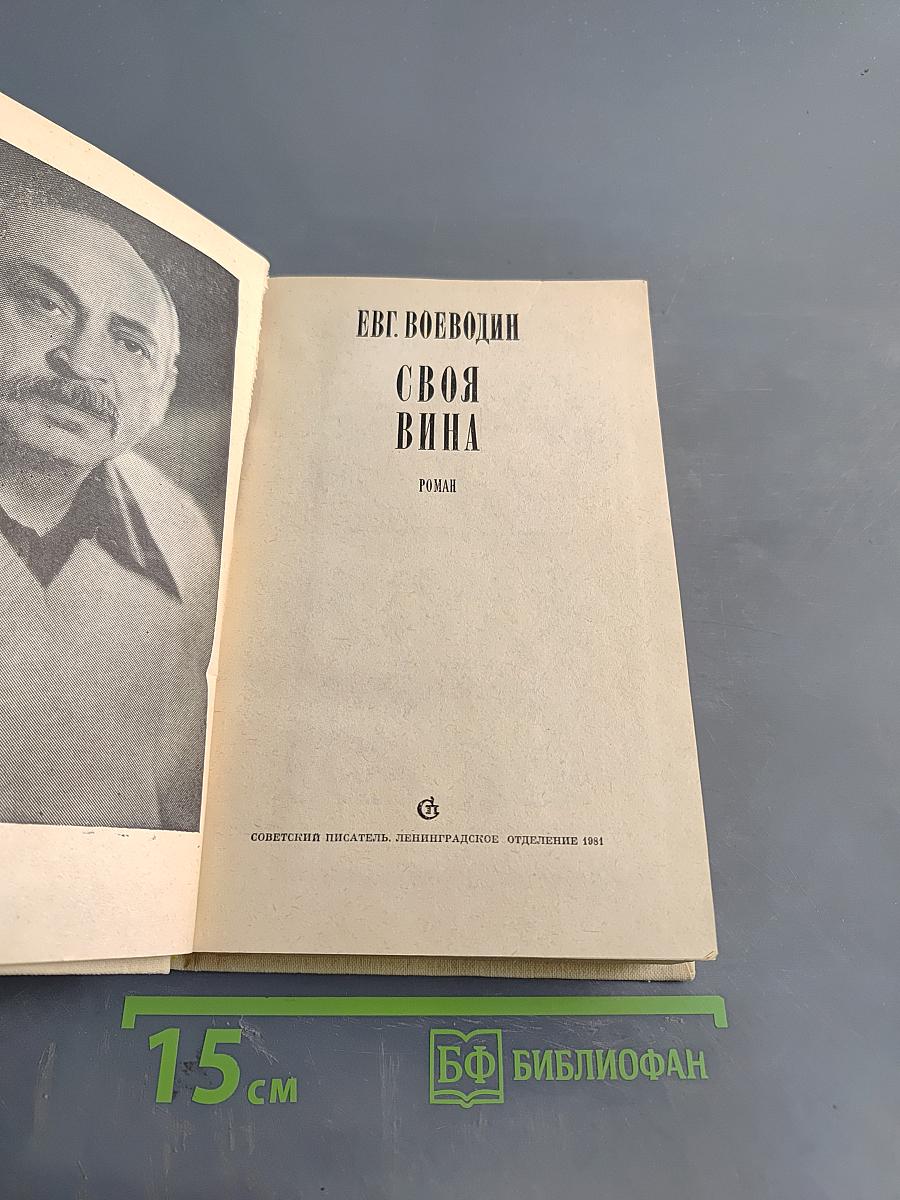 ЕВГ. ВОЕВОДИН
СВОЯ
ВИНА
РОМАН
СОВЕТСКИЙ ПИСАТЕЛЬ. ЛЕНИНГРАДСКОЕ ОТДЕЛЕНИЕ 1981
15 см
БФ БИБЛИОФАН